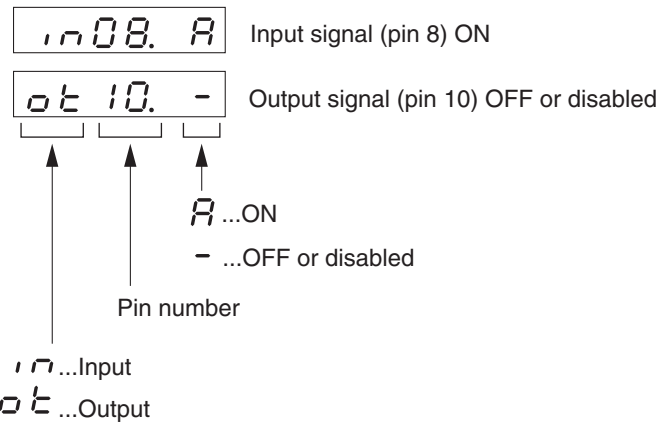 in08. A Input signal (pin 8) ON
ot 10. - Output signal (pin 10) OFF or disabled
A ...ON
- ...OFF or disabled
Pin number
in ...Input
ot ...Output